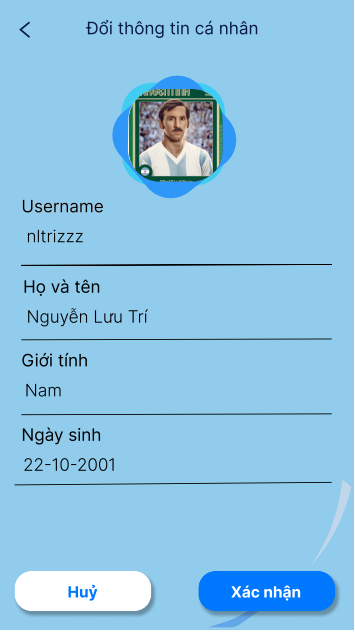 Đổi thông tin cá nhân
Username
nltrizzz
Họ và tên
Nguyễn Lưu Trí
Giới tính
Nam
Ngày sinh
22-10-2001
Huỷ
Xác nhận